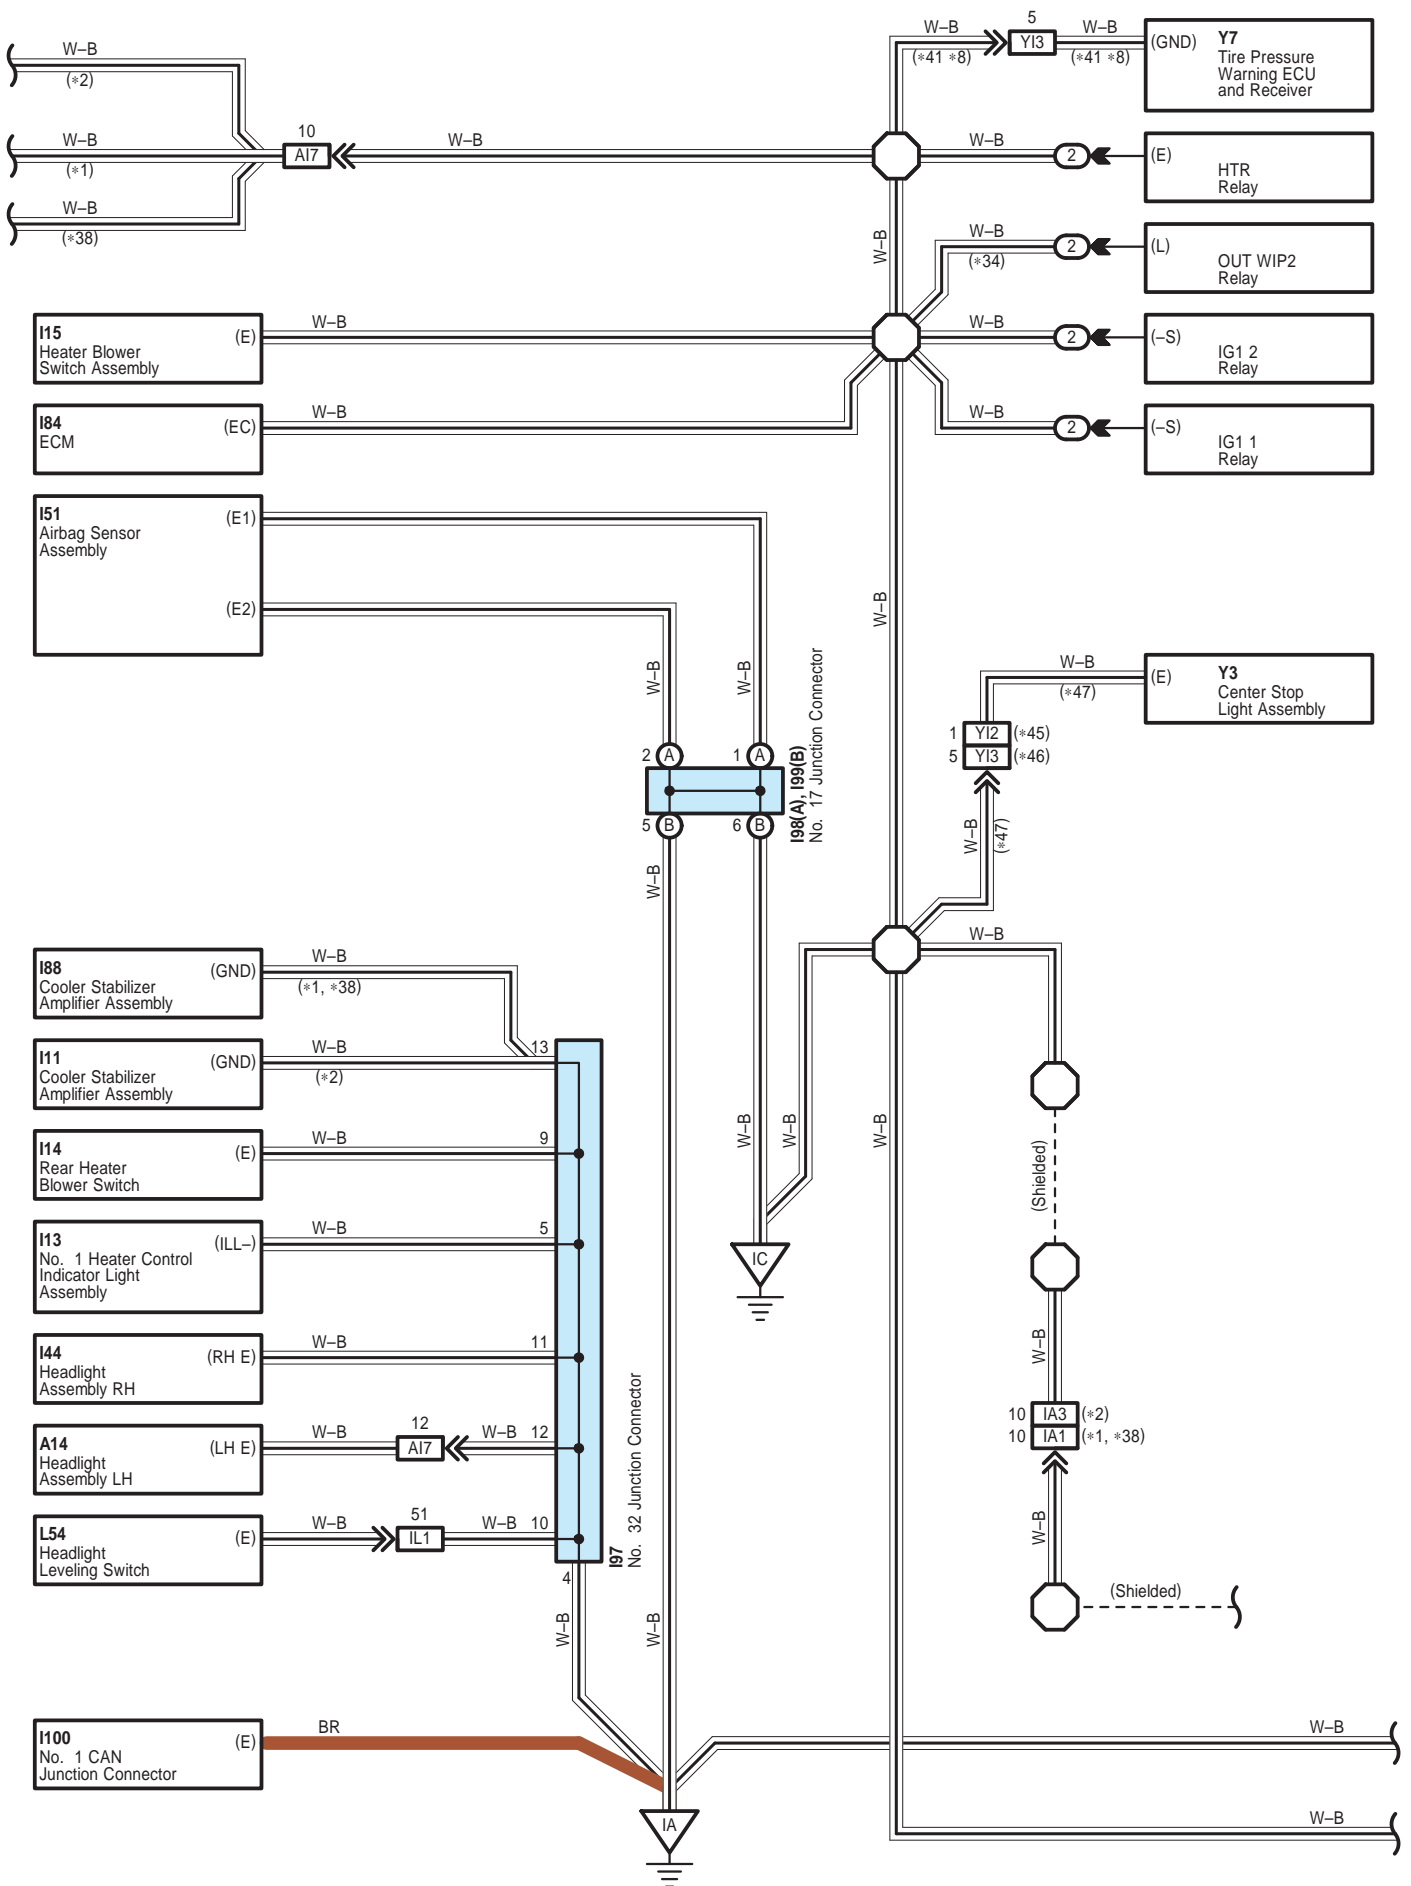 W–B
(*2)
W–B
(*1)
W–B
(*38)
10
AI7
W–B
W–B
(*41 *8)
5
YI3
W–B
(*41 *8)
(GND)
Y7
Tire Pressure
Warning ECU
and Receiver
2
(E)
HTR
Relay
W–B
W–B
(*34)
2
(L)
OUT WIP2
Relay
I15
Heater Blower
Switch Assembly
(E)
W–B
W–B
2
(–S)
IG1 2
Relay
I84
ECM
(EC)
W–B
W–B
2
(–S)
IG1 1
Relay
I51
Airbag Sensor
Assembly
(E1)
(E2)
W–B
W–B
W–B
2
A
1
A
5
B
6
B
I98(A), I99(B)
No. 17 Junction Connector
W–B
(*47)
(E)
Y3
Center Stop
Light Assembly
1
YI2
(*45)
5
YI3
(*46)
W–B
(*47)
W–B
W–B
I88
Cooler Stabilizer
Amplifier Assembly
(GND)
W–B
(*1, *38)
I11
Cooler Stabilizer
Amplifier Assembly
(GND)
W–B
(*2)
13
I14
Rear Heater
Blower Switch
(E)
W–B
9
I13
No. 1 Heater Control
Indicator Light
Assembly
(ILL–)
W–B
5
I44
Headlight
Assembly RH
(RH E)
W–B
11
A14
Headlight
Assembly LH
(LH E)
W–B
12
AI7
W–B
12
L54
Headlight
Leveling Switch
(E)
W–B
51
IL1
W–B
10
4
I97
No. 32 Junction Connector
W–B
W–B
W–B
W–B
W–B
IC
(Shielded)
W–B
10
IA3
(*2)
10
IA1
(*1, *38)
W–B
(Shielded)
I100
No. 1 CAN
Junction Connector
(E)
BR
IA
W–B
W–B